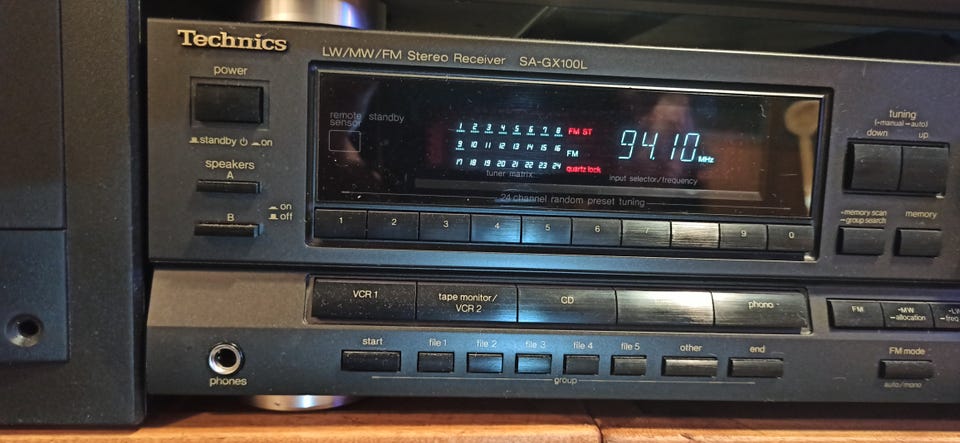 Technics
LW/MW/FM Stereo Receiver SA-GX100L
power
standby on
speakers
A
B
on
off
remote sensor
standby
1 2 3 4 5 6 7 8 FM ST
9 10 11 12 13 14 15 16 FM
17 18 19 20 21 22 23 24 quartz lock
tuner matrix
94.10 MHz
input selector/frequency
24 channel random preset tuning
1 2 3 4 5 6 7 9 0
tuning
(-manual -auto)
down up
-memory scan
-group search
memory
VCR 1
tape monitor/
VCR 2
CD
phono
FM
-MW
-allocation
phones
start file 1 file 2 file 3 file 4 file 5 other end
group
FM mode
auto/mono